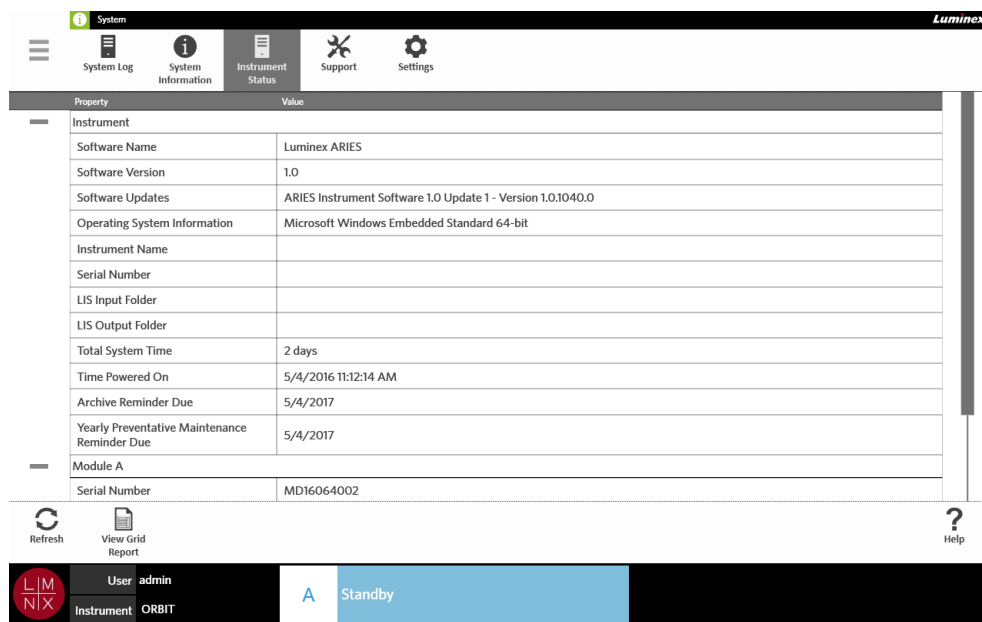 System
Luminex
System Log
System
Information
Instrument
Status
Support
Settings
Property Value
Instrument
Software Name Luminex ARIES
Software Version 1.0
Software Updates ARIES Instrument Software 1.0 Update 1 - Version 1.0.1040.0
Operating System Information Microsoft Windows Embedded Standard 64-bit
Instrument Name
Serial Number
LIS Input Folder
LIS Output Folder
Total System Time 2 days
Time Powered On 5/4/2016 11:12:14 AM
Archive Reminder Due 5/4/2017
Yearly Preventative Maintenance
Reminder Due 5/4/2017
Module A
Serial Number MD16064002
Refresh
View Grid
Report
?
Help
LM
NX
User admin
Instrument ORBIT
A Standby